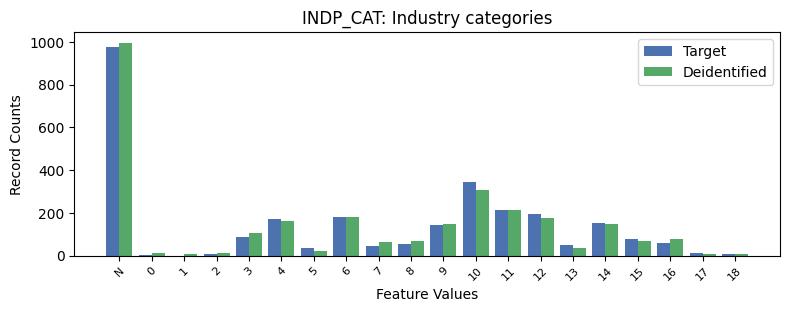 INDP_CAT: Industry categories
Target
Deidentified
Record Counts
1000
800
600
400
200
0
N 0 1 2 3 4 5 6 7 8 9 10 11 12 13 14 15 16 17 18
Feature Values